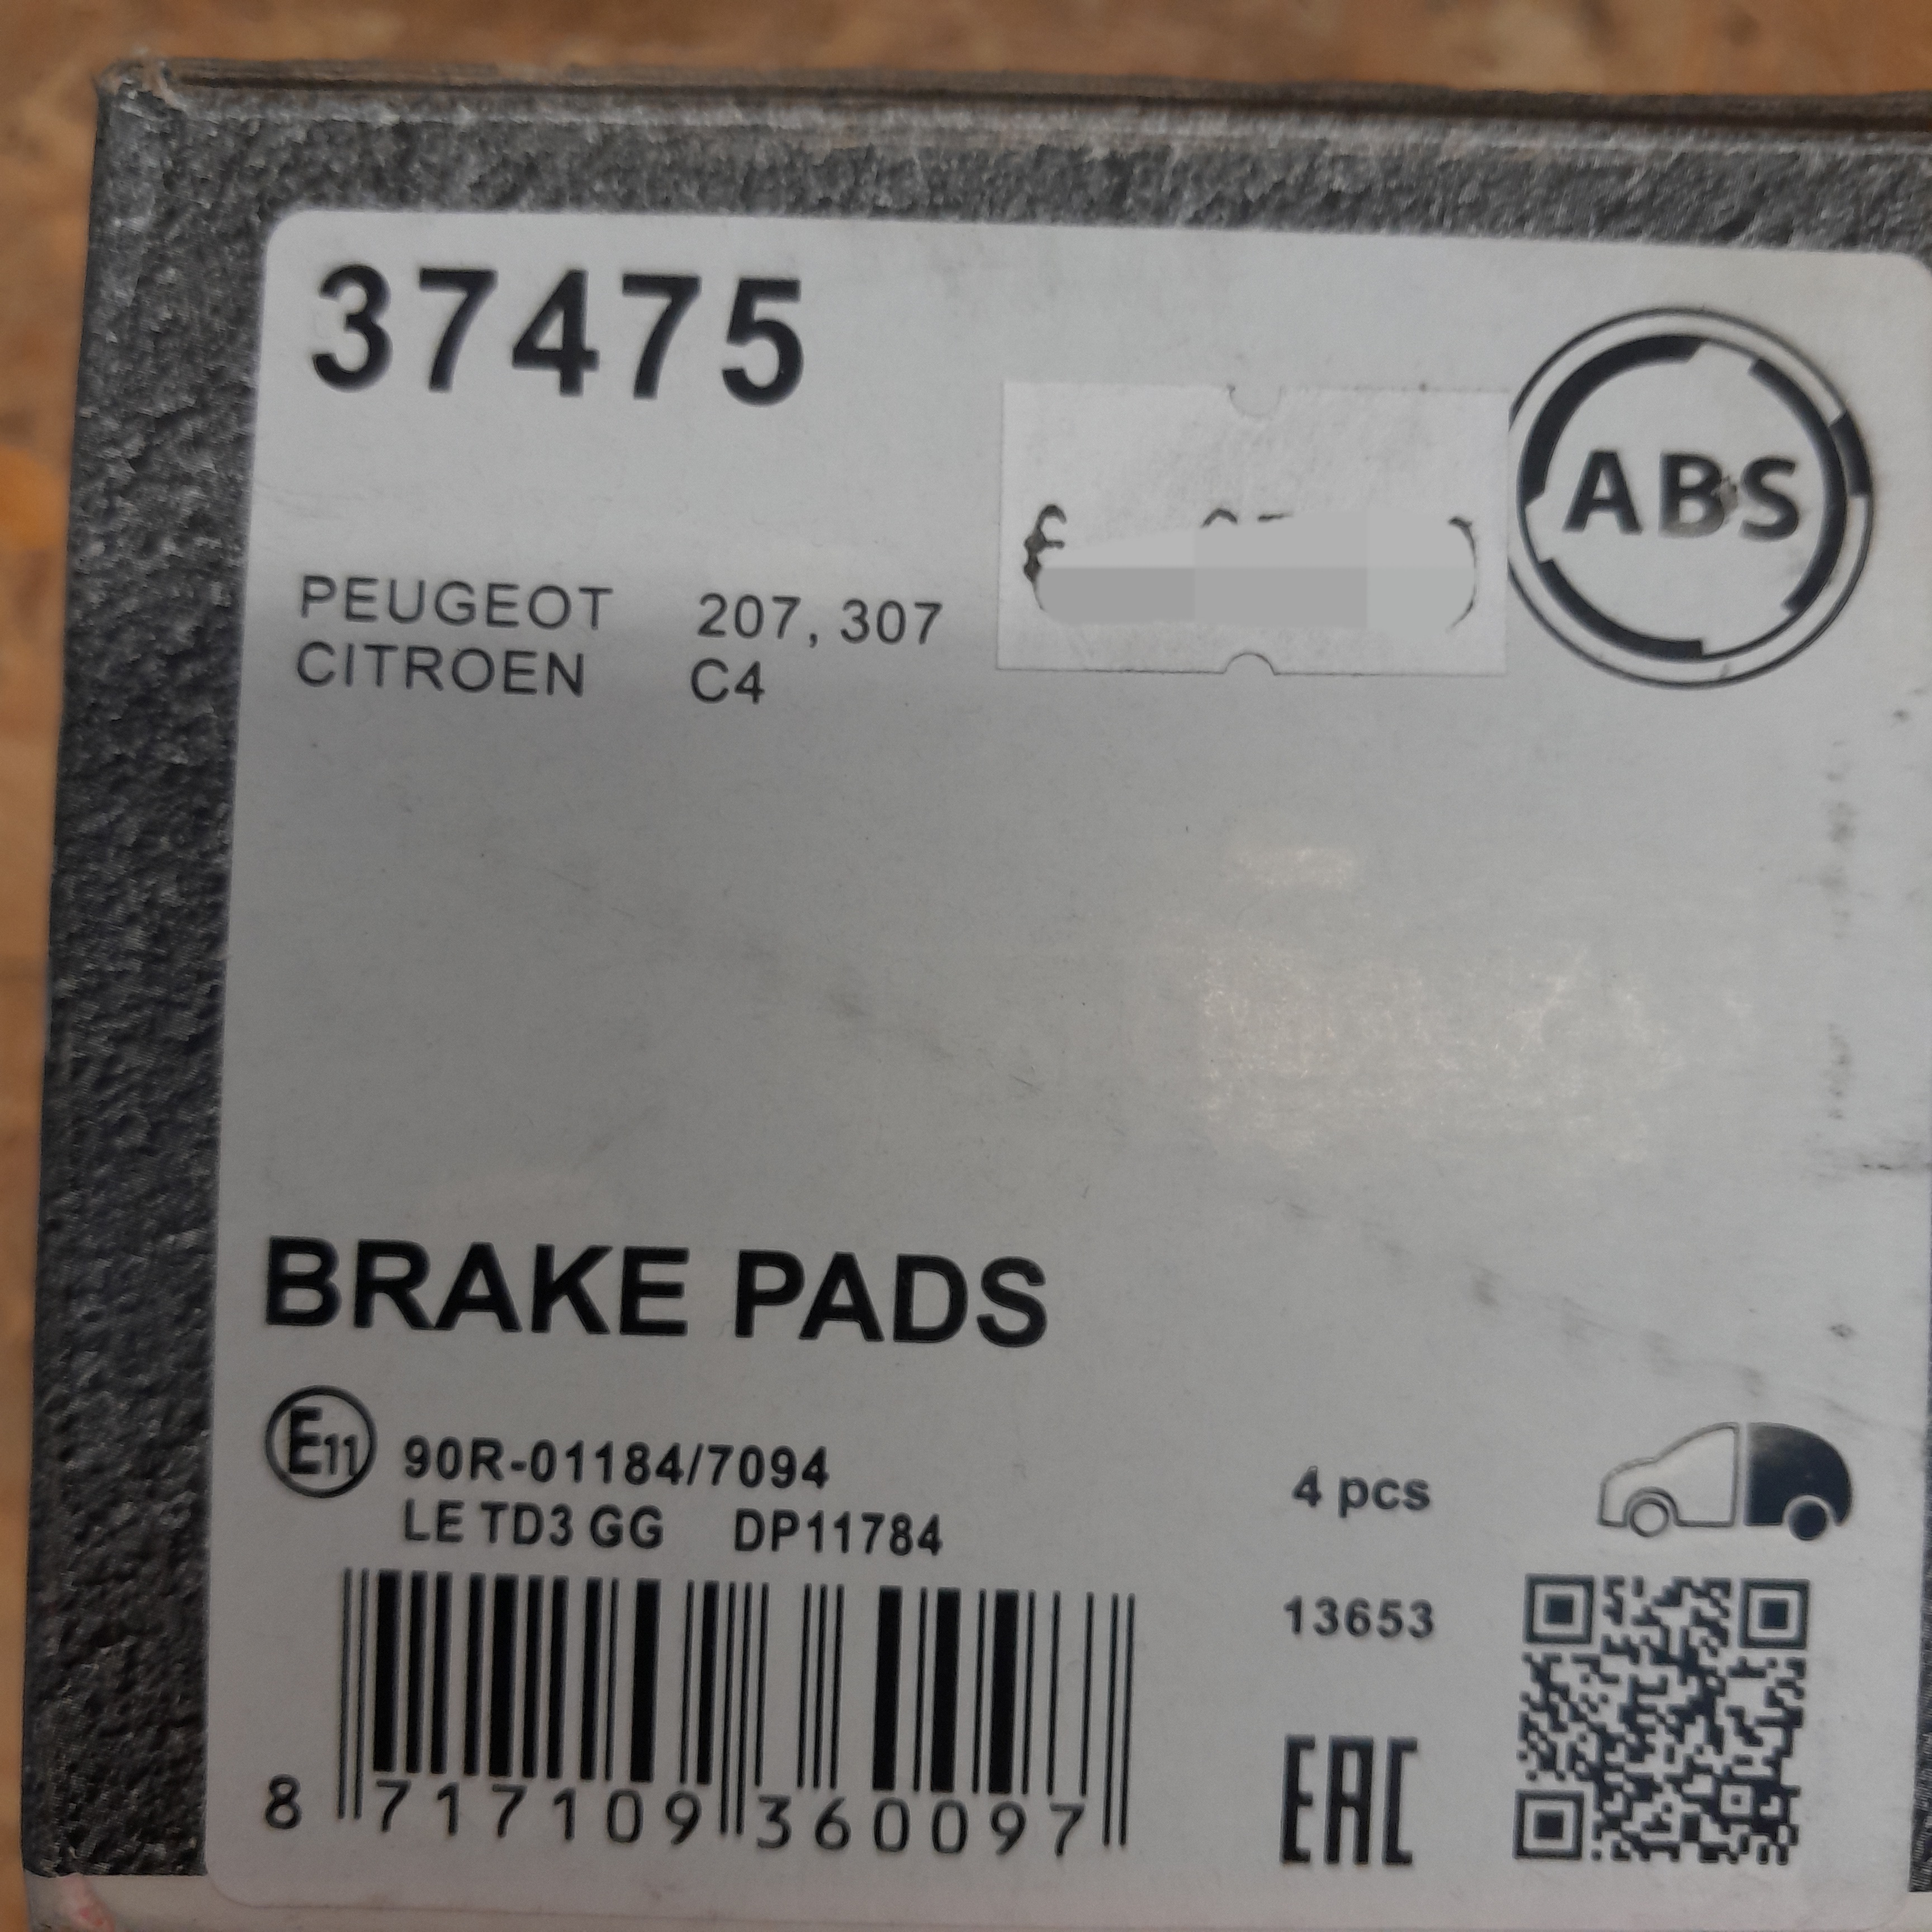 37475
ABS
£
PEUGEOT 207, 307
CITROEN C4
BRAKE PADS
E11 90R-01184/7094
LE TD3 GG DP11784
4 pcs
13653
8 717109 360097
EAC